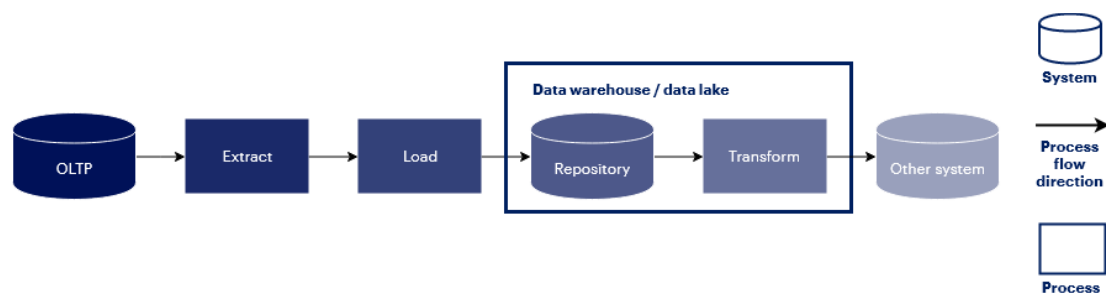 Data warehouse / data lake
OLTP
Extract
Load
Repository
Transform
Other system
System
Process
flow
direction
Process